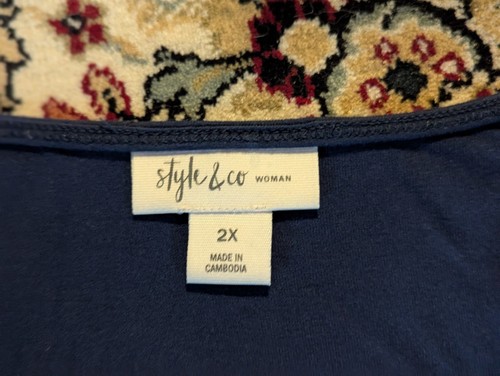 style & co WOMAN
2X
MADE IN
CAMBODIA